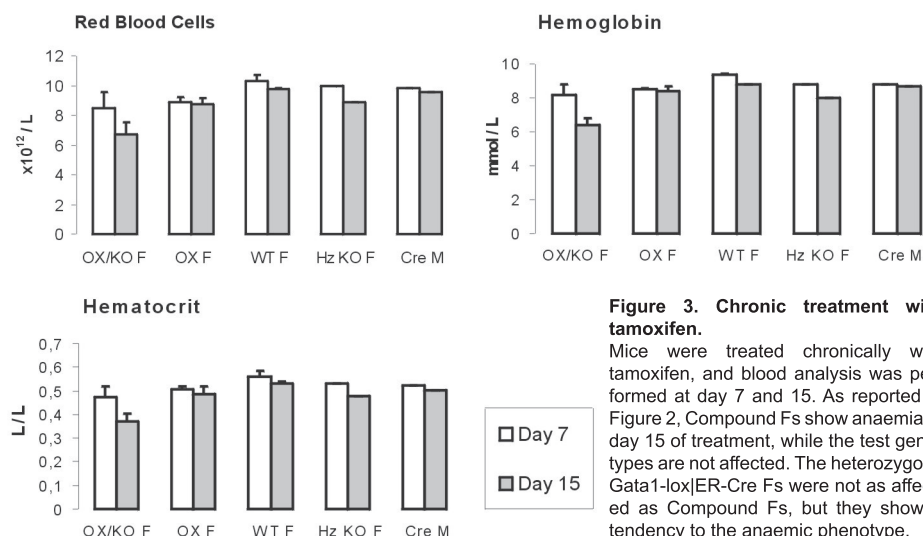 Red Blood Cells
x10¹² / L
12
10
8
6
4
2
0
OX/KO F OX F WT F Hz KO F Cre M
Hemoglobin
mmol / L
10
8
6
4
2
0
OX/KO F OX F WT F Hz KO F Cre M
Hematocrit
L / L
0,7
0,6
0,5
0,4
0,3
0,2
0,1
0
OX/KO F OX F WT F Hz KO F Cre M
Day 7
Day 15
Figure 3. Chronic treatment wi
tamoxifen.
Mice were treated chronically w
tamoxifen, and blood analysis was pe
formed at day 7 and 15. As reported
Figure 2, Compound Fs show anaemia
day 15 of treatment, while the test gen
types are not affected. The heterozygo
Gata1-lox|ER-Cre Fs were not as affe
ed as Compound Fs, but they show
tendency to the anaemic phenotype.